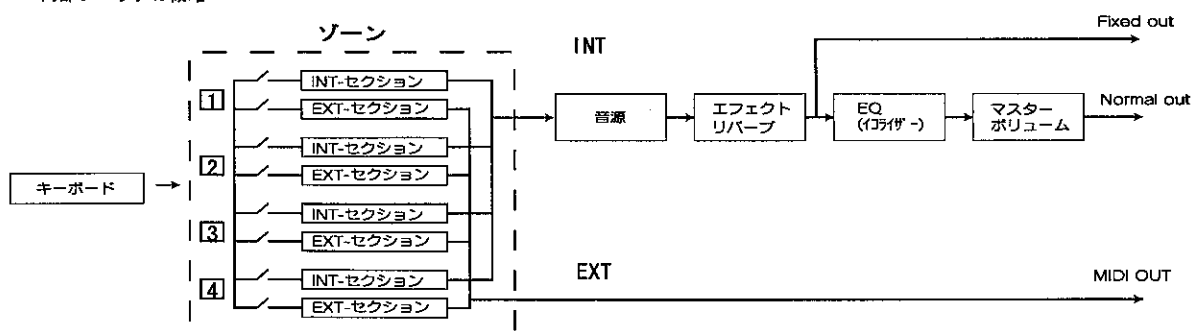 ゾーン
INT
Fixed out
1
INT-セクション
EXT-セクション
2
INT-セクション
EXT-セクション
3
INT-セクション
EXT-セクション
4
INT-セクション
EXT-セクション
キーボード
音源
エフェクト
リバーブ
EQ
(イコライザー)
マスター
ボリューム
Normal out
EXT
MIDI OUT